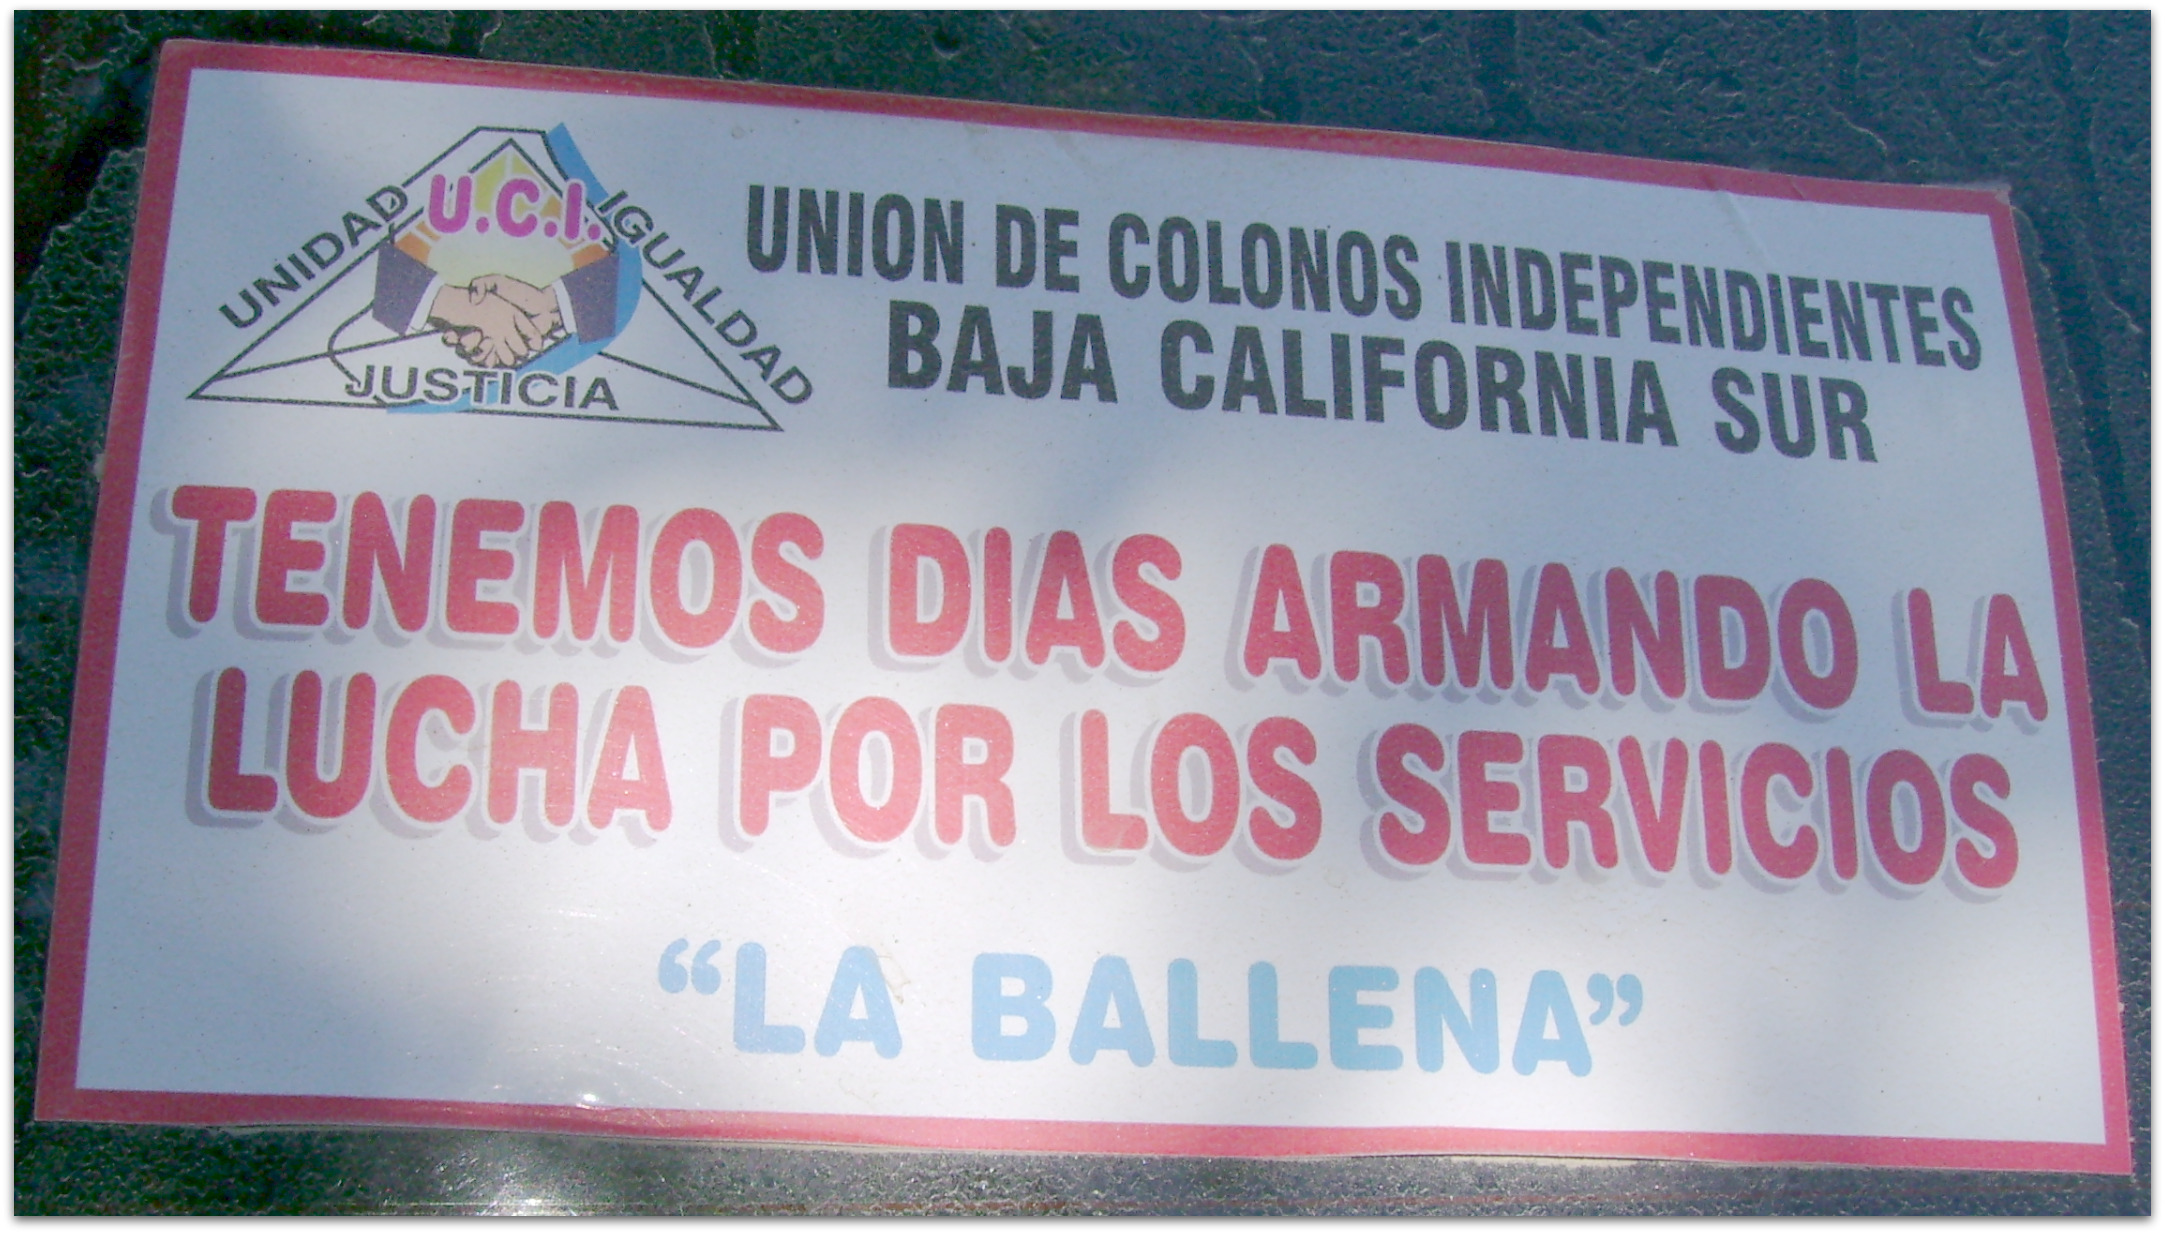 U.C.I.
UNIDAD
IGUALDAD
JUSTICIA
UNION DE COLONOS INDEPENDIENTES
BAJA CALIFORNIA SUR
TENEMOS DIAS ARMANDO LA
LUCHA POR LOS SERVICIOS
“LA BALLENA”